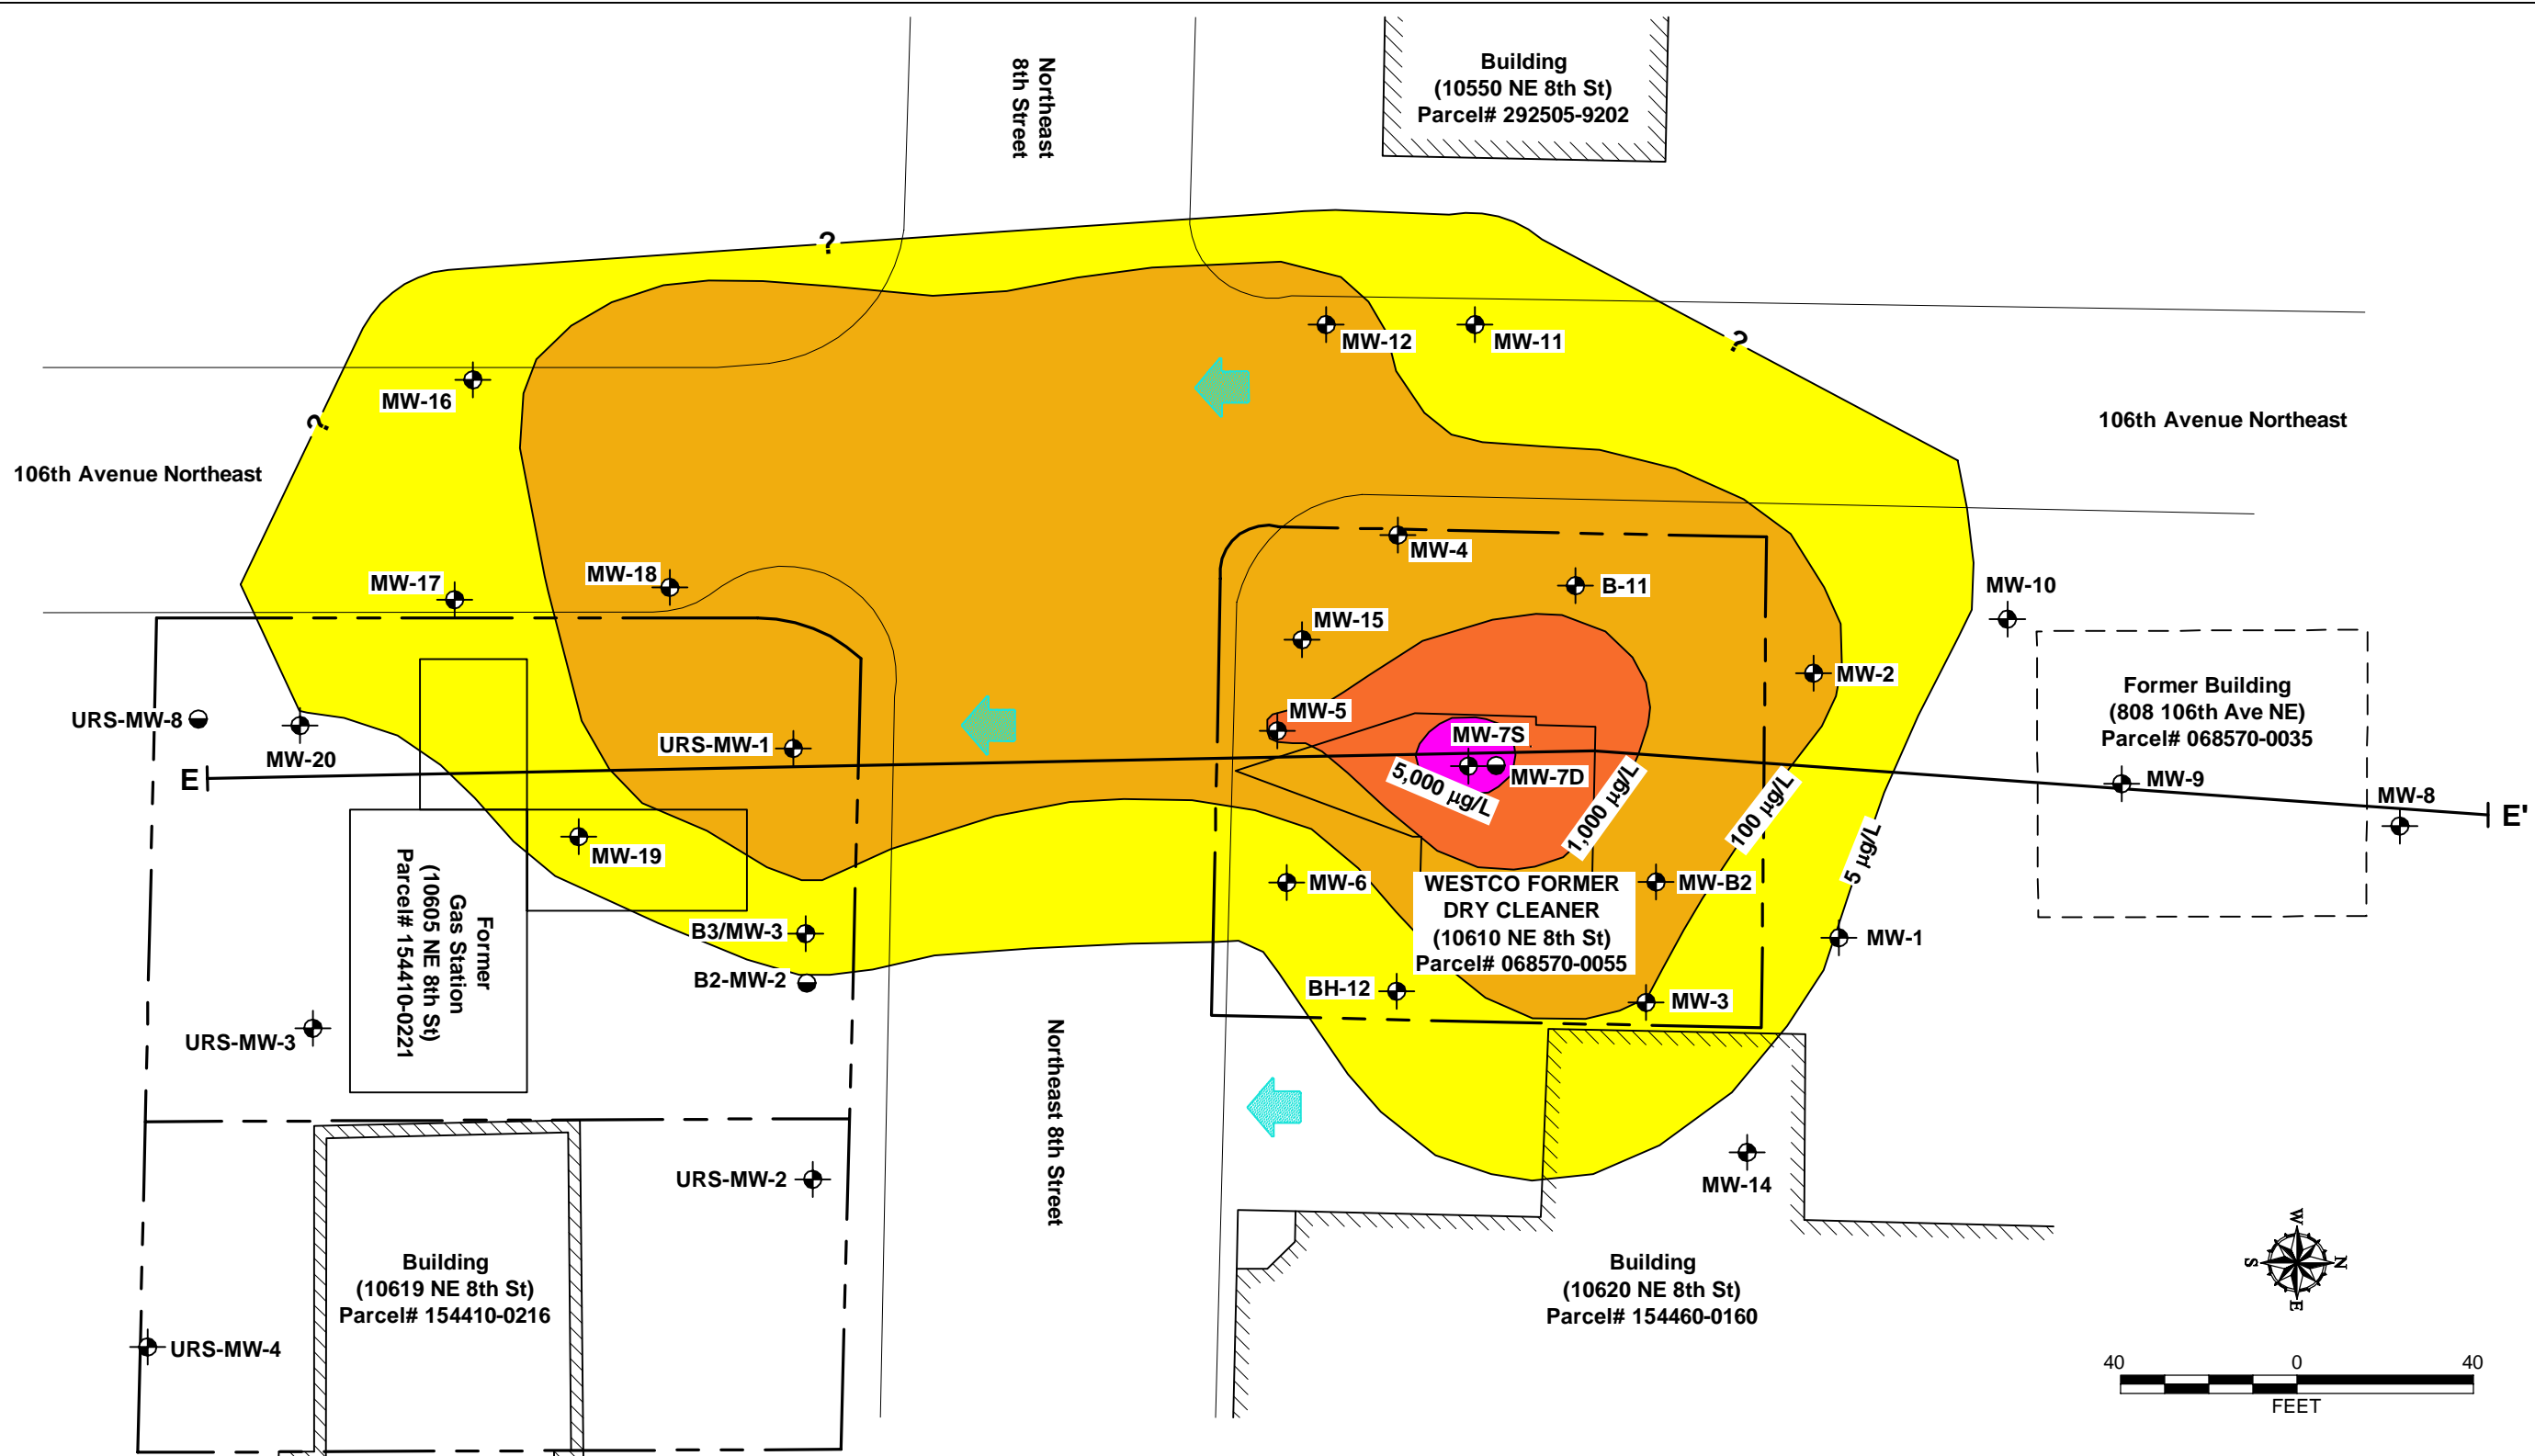 Northeast
8th Street
Building
(10550 NE 8th St)
Parcel# 292505-9202
?
?
?
MW-12
MW-11
MW-16
106th Avenue Northeast
106th Avenue Northeast
MW-4
MW-17
MW-18
B-11
MW-10
MW-15
MW-2
Former Building
(808 106th Ave NE)
Parcel# 068570-0035
URS-MW-8
MW-20
URS-MW-1
MW-5
MW-7S
MW-7D
MW-9
MW-8
E
E'
5,000 µg/L
1,000 µg/L
100 µg/L
5 µg/L
MW-19
MW-6
WESTCO FORMER
DRY CLEANER
(10610 NE 8th St)
Parcel# 068570-0055
MW-B2
MW-1
Former
Gas Station
(10605 NE 8th St)
Parcel# 154410-0221
B3/MW-3
B2-MW-2
BH-12
MW-3
URS-MW-3
Northeast 8th Street
URS-MW-2
MW-14
Building
(10619 NE 8th St)
Parcel# 154410-0216
Building
(10620 NE 8th St)
Parcel# 154460-0160
URS-MW-4
W
S
N
E
40 0 40
FEET